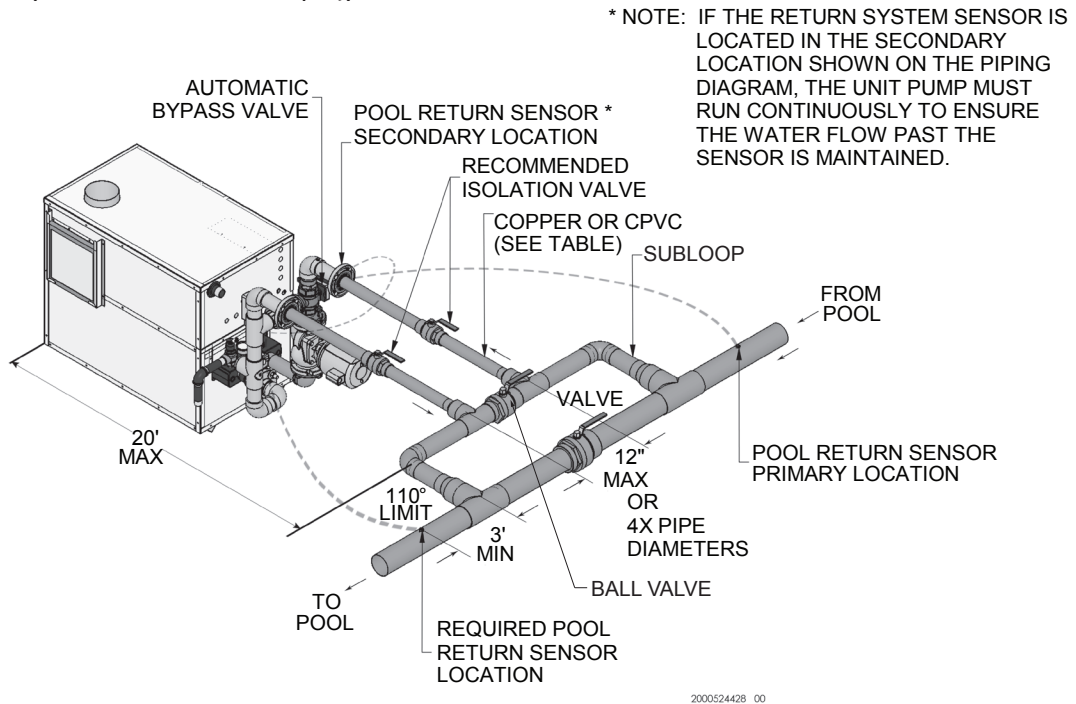 * NOTE: IF THE RETURN SYSTEM SENSOR IS
LOCATED IN THE SECONDARY
LOCATION SHOWN ON THE PIPING
DIAGRAM, THE UNIT PUMP MUST
RUN CONTINUOUSLY TO ENSURE
THE WATER FLOW PAST THE
SENSOR IS MAINTAINED.
AUTOMATIC
BYPASS VALVE
POOL RETURN SENSOR *
SECONDARY LOCATION
RECOMMENDED
ISOLATION VALVE
COPPER OR CPVC
(SEE TABLE)
SUBLOOP
FROM
POOL
VALVE
20'
MAX
12"
MAX
OR
4X PIPE
DIAMETERS
POOL RETURN SENSOR
PRIMARY LOCATION
110°
LIMIT
3'
MIN
BALL VALVE
TO
POOL
REQUIRED POOL
RETURN SENSOR
LOCATION
2000524428 00